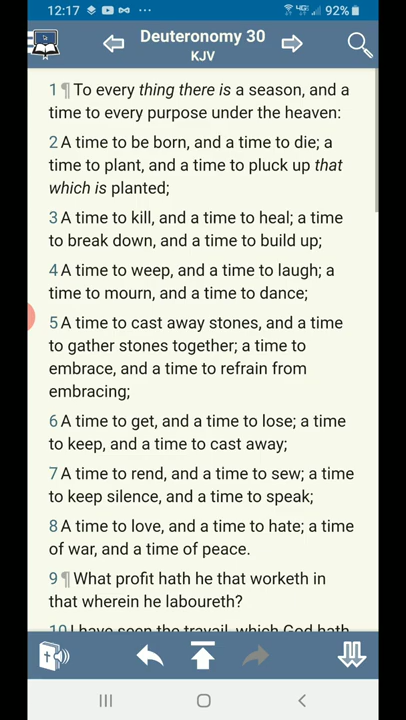 12:17 ··· 92%
Deuteronomy 30
KJV
1 ¶ To every thing there is a season, and a
time to every purpose under the heaven:
2 A time to be born, and a time to die; a
time to plant, and a time to pluck up that
which is planted;
3 A time to kill, and a time to heal; a time
to break down, and a time to build up;
4 A time to weep, and a time to laugh; a
time to mourn, and a time to dance;
5 A time to cast away stones, and a time
to gather stones together; a time to
embrace, and a time to refrain from
embracing;
6 A time to get, and a time to lose; a time
to keep, and a time to cast away;
7 A time to rend, and a time to sew; a time
to keep silence, and a time to speak;
8 A time to love, and a time to hate; a time
of war, and a time of peace.
9 ¶ What profit hath he that worketh in
that wherein he laboureth?
10 I have seen the travail, which God hath